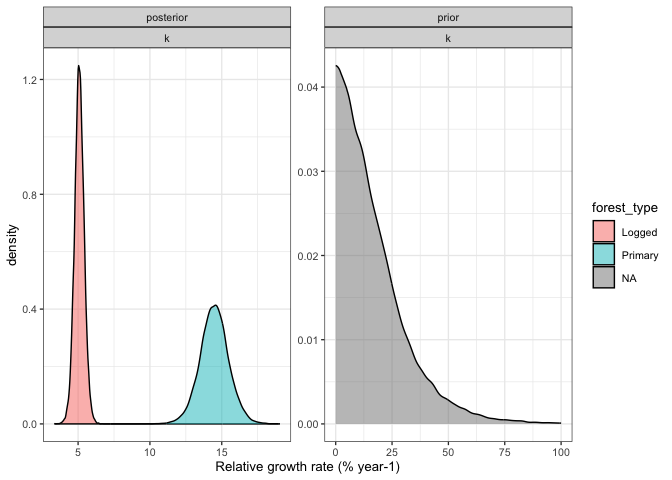 posterior
prior
k
k
density
1.2
0.8
0.4
0.0
0.04
0.03
0.02
0.01
0.00
5
10
15
0
25
50
75
100
Relative growth rate (% year-1)
forest_type
Logged
Primary
NA